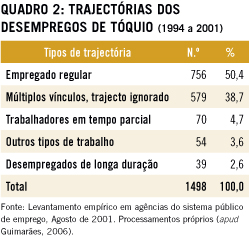 QUADRO 2: TRAJECTÓRIAS DOS
DESEMPREGOS DE TÓQUIO (1994 a 2001)
Tipos de trajectória N.º %
Empregado regular 756 50,4
Múltiplos vínculos, trajecto ignorado 579 38,7
Trabalhadores em tempo parcial 70 4,7
Outros tipos de trabalho 54 3,6
Desempregados de longa duração 39 2,6
Total 1498 100,0
Fonte: Levantamento empírico em agências do sistema público
de emprego, Agosto de 2001. Processamentos próprios (apud
Guimarães, 2006).